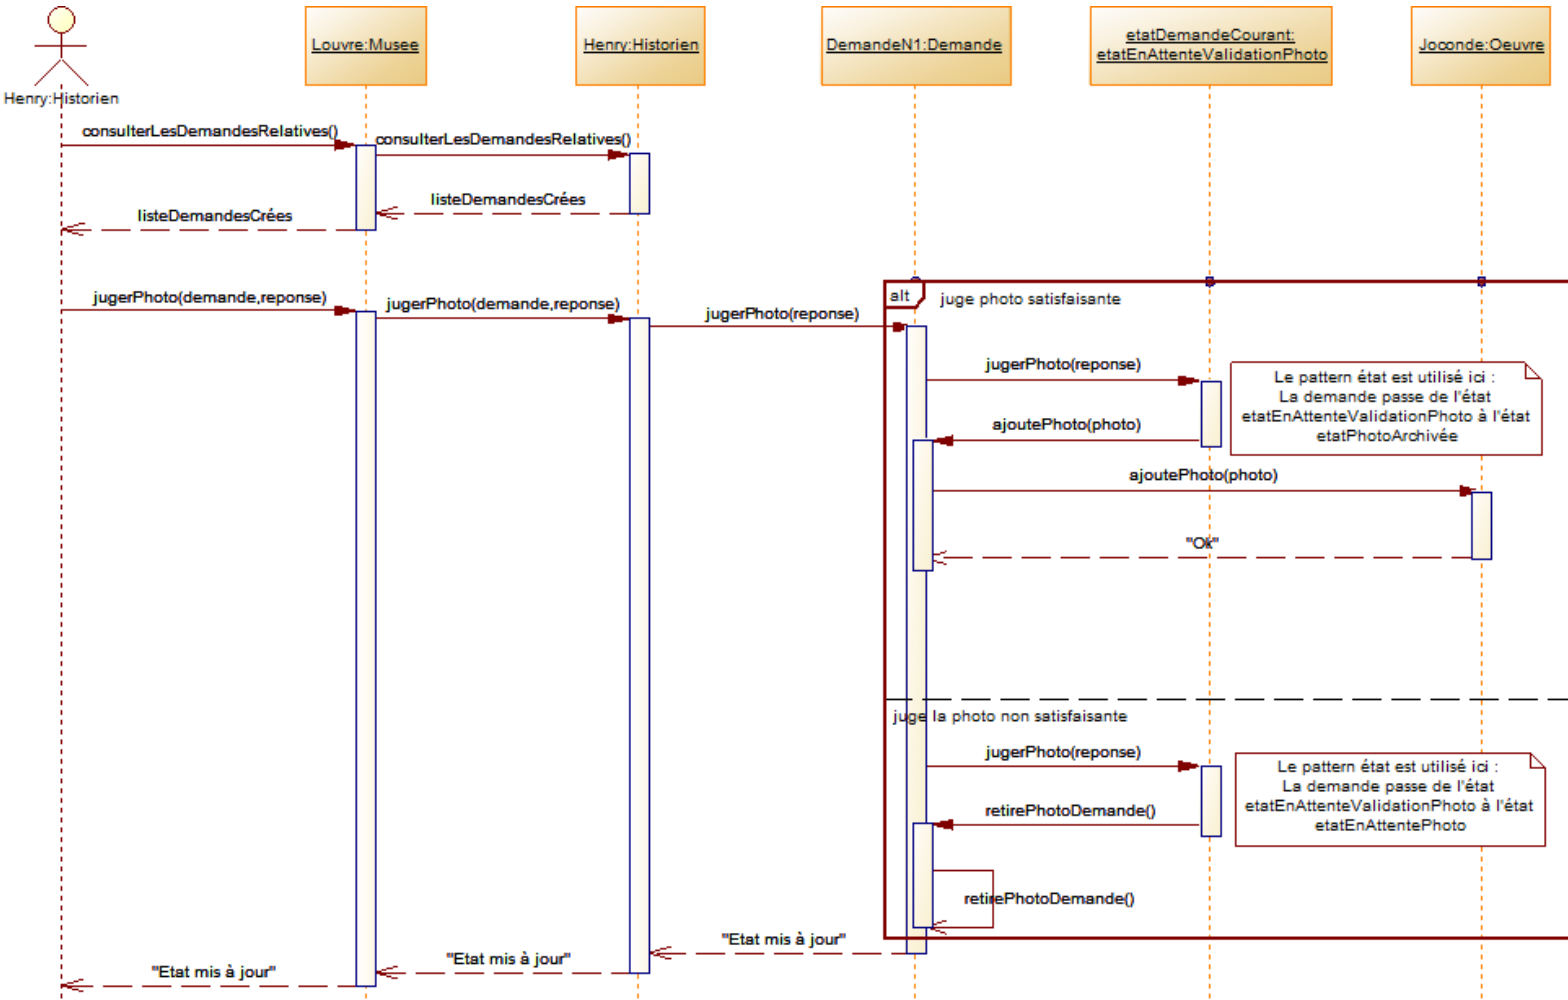 Henry:Historien
Louvre:Musee
Henry:Historien
DemandeN1:Demande
etatDemandeCourant:
etatEnAttenteValidationPhoto
Joconde:Oeuvre
consulterLesDemandesRelatives()
consulterLesDemandesRelatives()
listeDemandesCrées
listeDemandesCrées
alt
juge photo satisfaisante
jugerPhoto(demande,reponse)
jugerPhoto(demande,reponse)
jugerPhoto(reponse)
jugerPhoto(reponse)
Le pattern état est utilisé ici :
La demande passe de l'état
etatEnAttenteValidationPhoto à l'état
etatPhotoArchivée
ajoutePhoto(photo)
ajoutePhoto(photo)
"Ok"
juge la photo non satisfaisante
jugerPhoto(reponse)
Le pattern état est utilisé ici :
La demande passe de l'état
etatEnAttenteValidationPhoto à l'état
etatEnAttentePhoto
retirePhotoDemande()
retirePhotoDemande()
"Etat mis à jour"
"Etat mis à jour"
"Etat mis à jour"